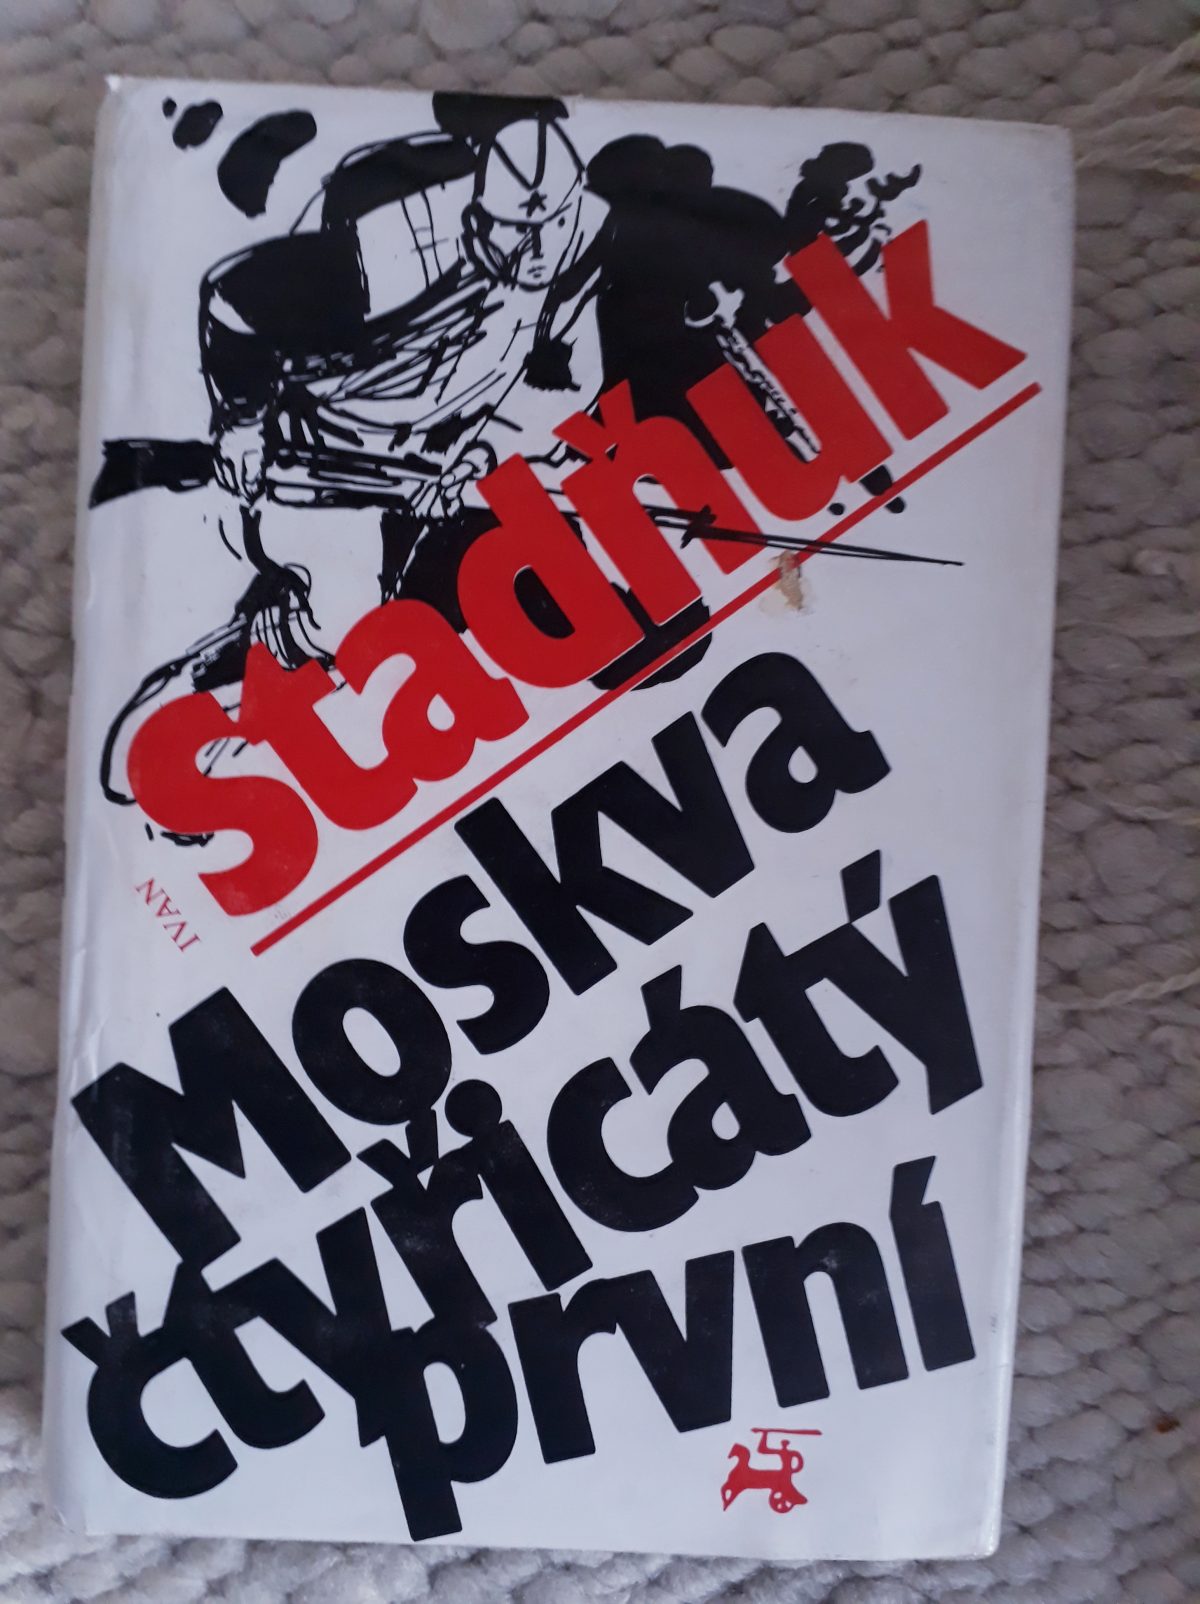 IVAN
Stadňuk
Moskva
čtyřicátý
první